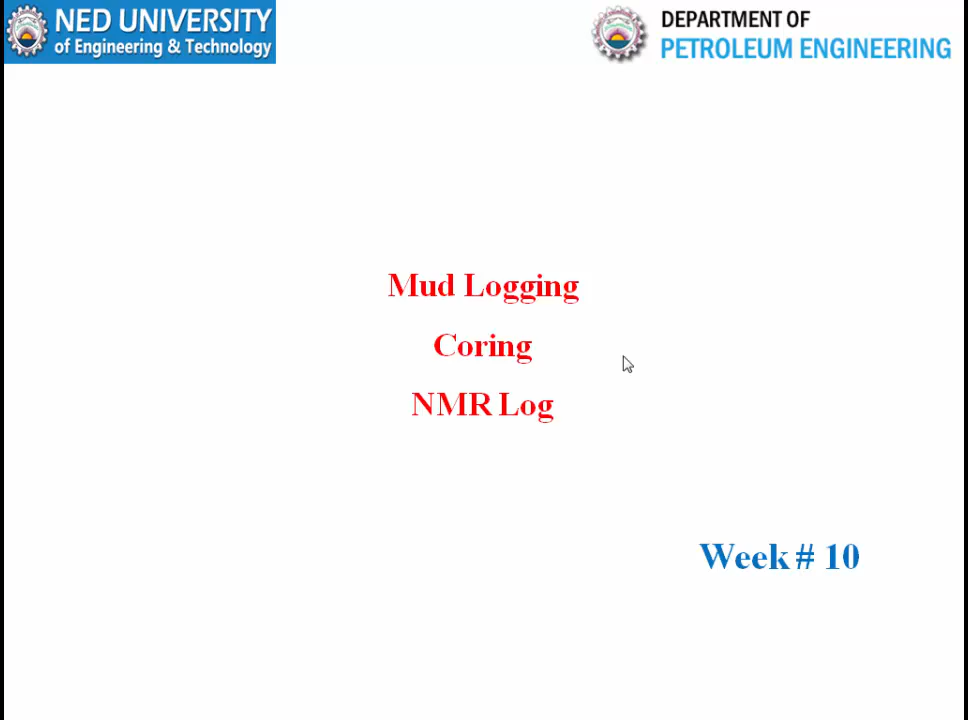 NED UNIVERSITY
of Engineering & Technology
DEPARTMENT OF
PETROLEUM ENGINEERING
Mud Logging
Coring
NMR Log
Week # 10